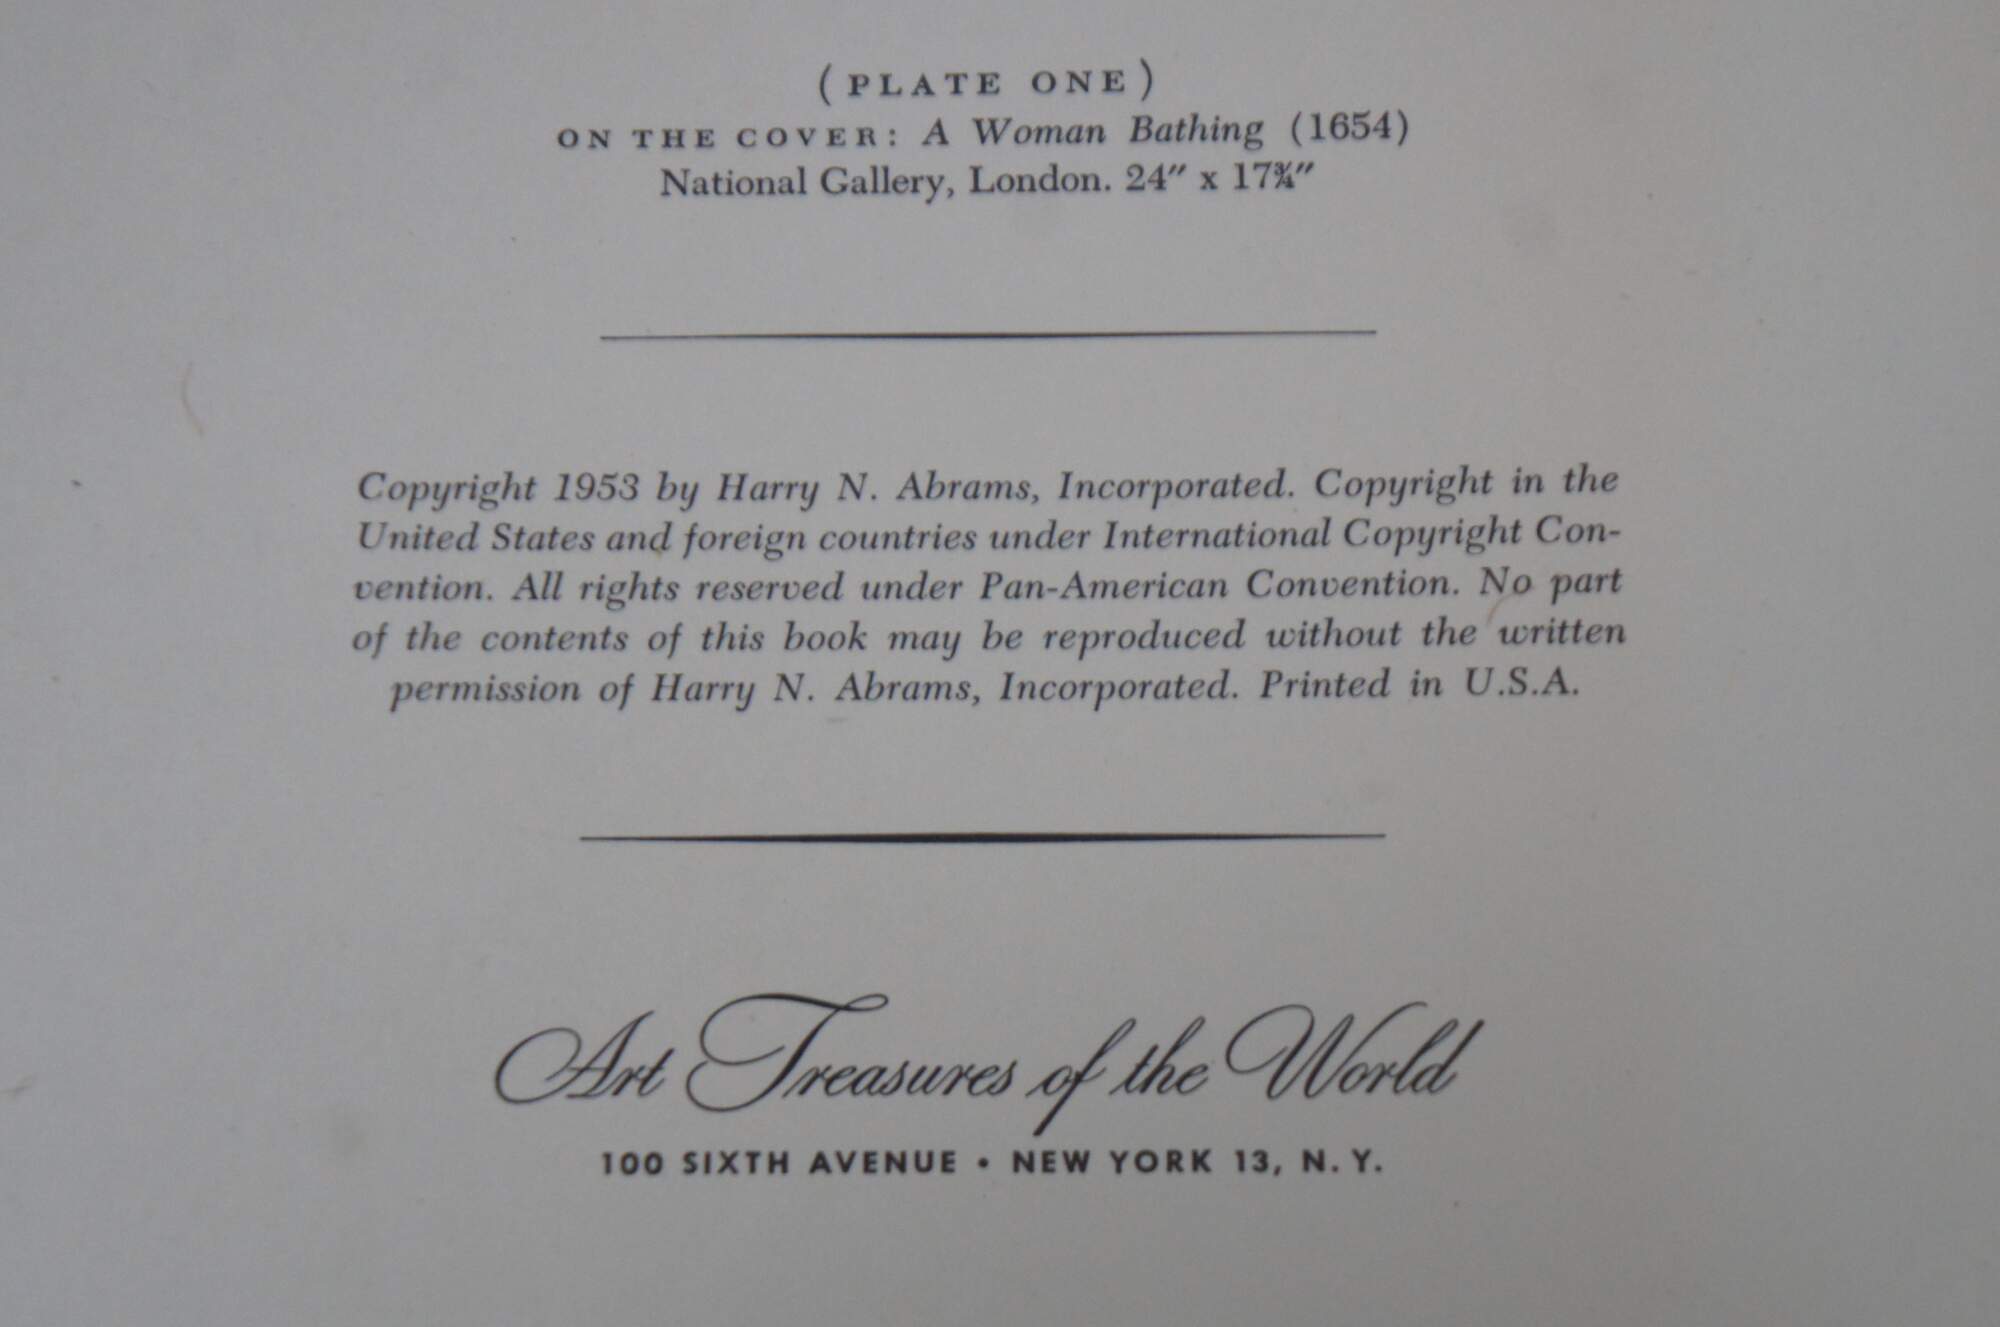 (PLATE ONE)
ON THE COVER: A Woman Bathing (1654)
National Gallery, London. 24″ x 17¾″
Copyright 1953 by Harry N. Abrams, Incorporated. Copyright in the
United States and foreign countries under International Copyright Con-
vention. All rights reserved under Pan-American Convention. No part
of the contents of this book may be reproduced without the written
permission of Harry N. Abrams, Incorporated. Printed in U.S.A.
Art Treasures of the World
100 SIXTH AVENUE • NEW YORK 13, N. Y.